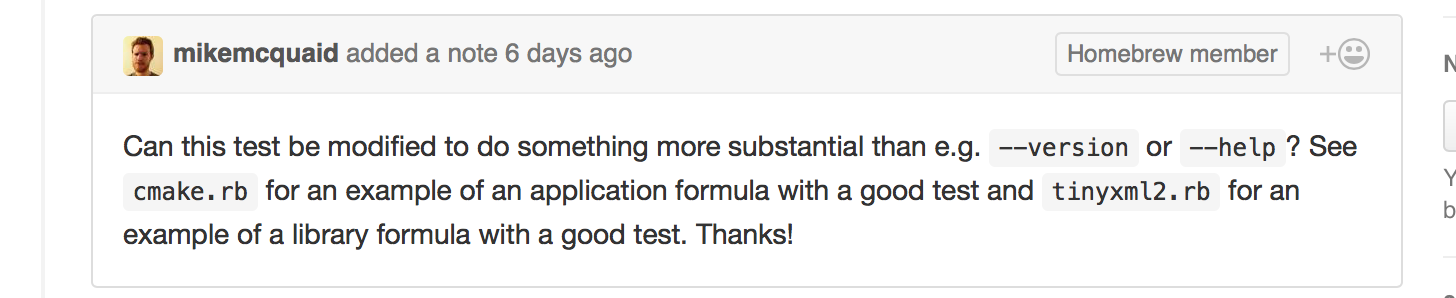 mikemcquaid added a note 6 days ago
Homebrew member
Can this test be modified to do something more substantial than e.g. --version or --help? See
cmake.rb for an example of an application formula with a good test and tinyxml2.rb for an
example of a library formula with a good test. Thanks!